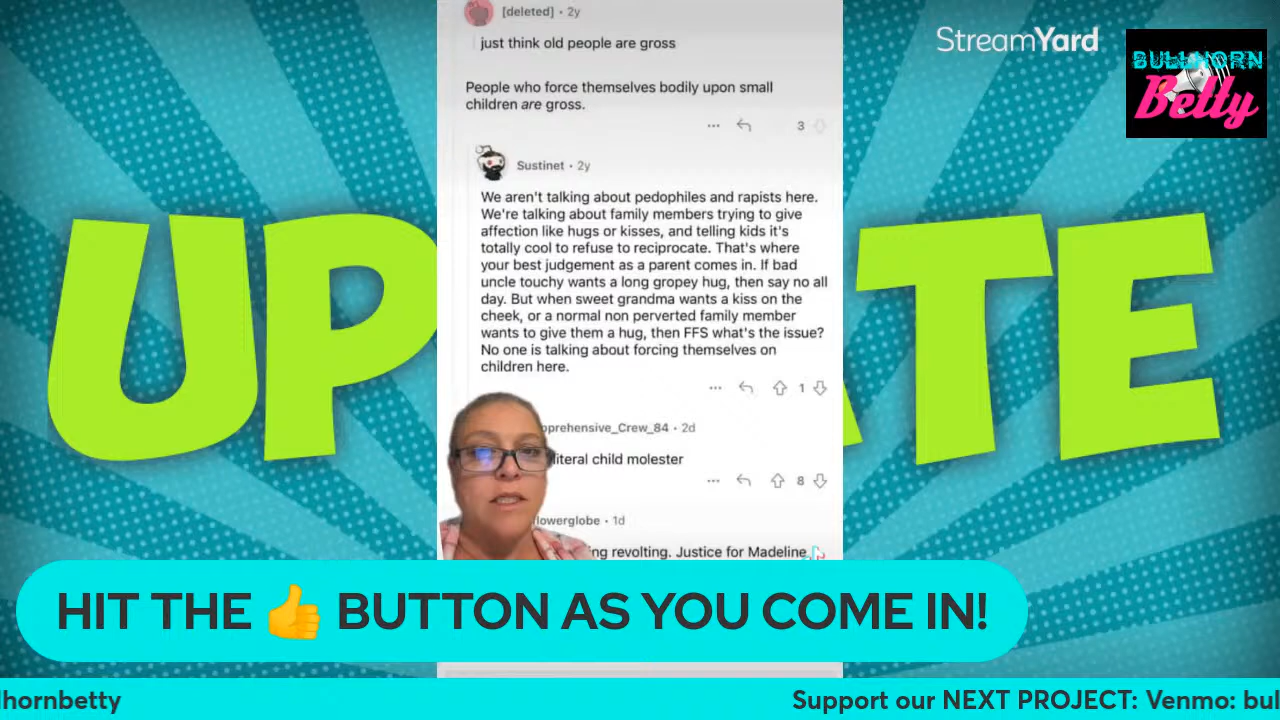 [deleted] • 2y
just think old people are gross
People who force themselves bodily upon small
children are gross.
3
Sustinet • 2y
We aren't talking about pedophiles and rapists here.
We're talking about family members trying to give
affection like hugs or kisses, and telling kids it's
totally cool to refuse to reciprocate. That's where
your best judgement as a parent comes in. If bad
uncle touchy wants a long gropey hug, then say no all
day. But when sweet grandma wants a kiss on the
cheek, or a normal non perverted family member
wants to give them a hug, then FFS what's the issue?
No one is talking about forcing themselves on
children here.
1
prehensive_Crew_84 • 2d
literal child molester
8
lowerglobe • 1d
ng revolting. Justice for Madeline
StreamYard
BULLHORN
Betty
UP ATE
HIT THE 👍 BUTTON AS YOU COME IN!
lhornbetty
Support our NEXT PROJECT: Venmo: bul